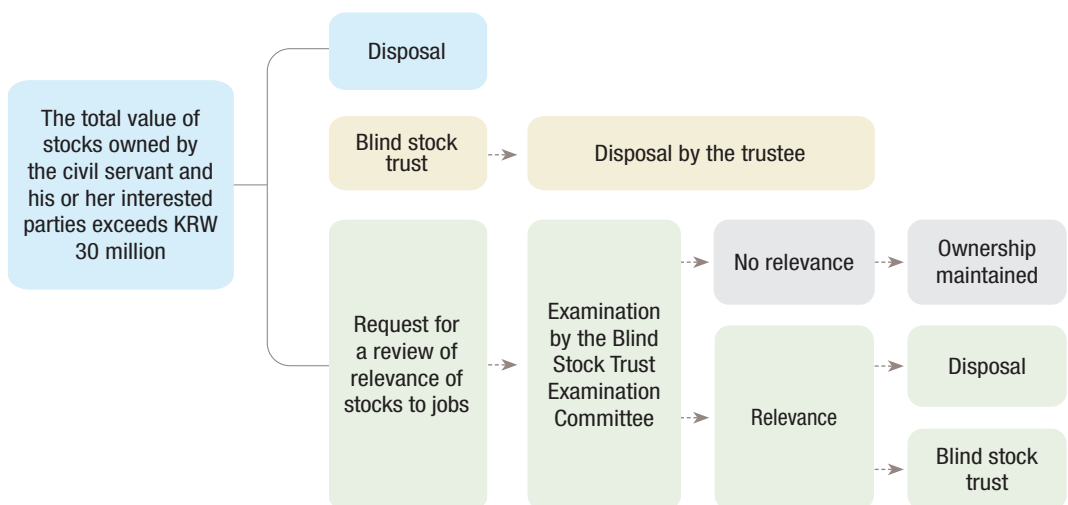 The total value of
stocks owned by
the civil servant and
his or her interested
parties exceeds KRW
30 million
Disposal
Blind stock
trust
Disposal by the trustee
Request for
a review of
relevance of
stocks to jobs
Examination
by the Blind
Stock Trust
Examination
Committee
No relevance
Ownership
maintained
Relevance
Disposal
Blind stock
trust